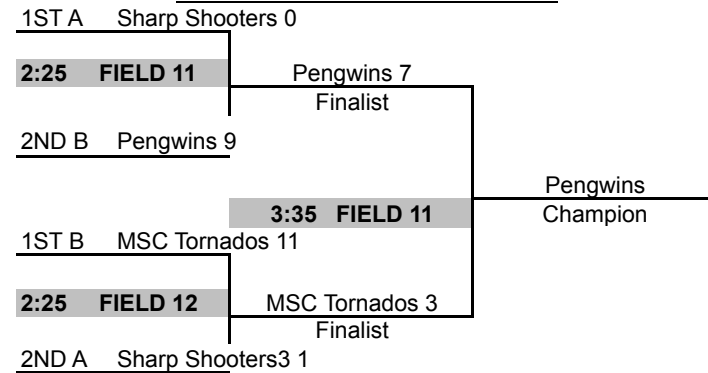 1ST A Sharp Shooters 0
2:25 FIELD 11
Pengwins 7
Finalist
2ND B Pengwins 9
Pengwins
3:35 FIELD 11
Champion
1ST B MSC Tornados 11
2:25 FIELD 12
MSC Tornados 3
Finalist
2ND A Sharp Shooters3 1